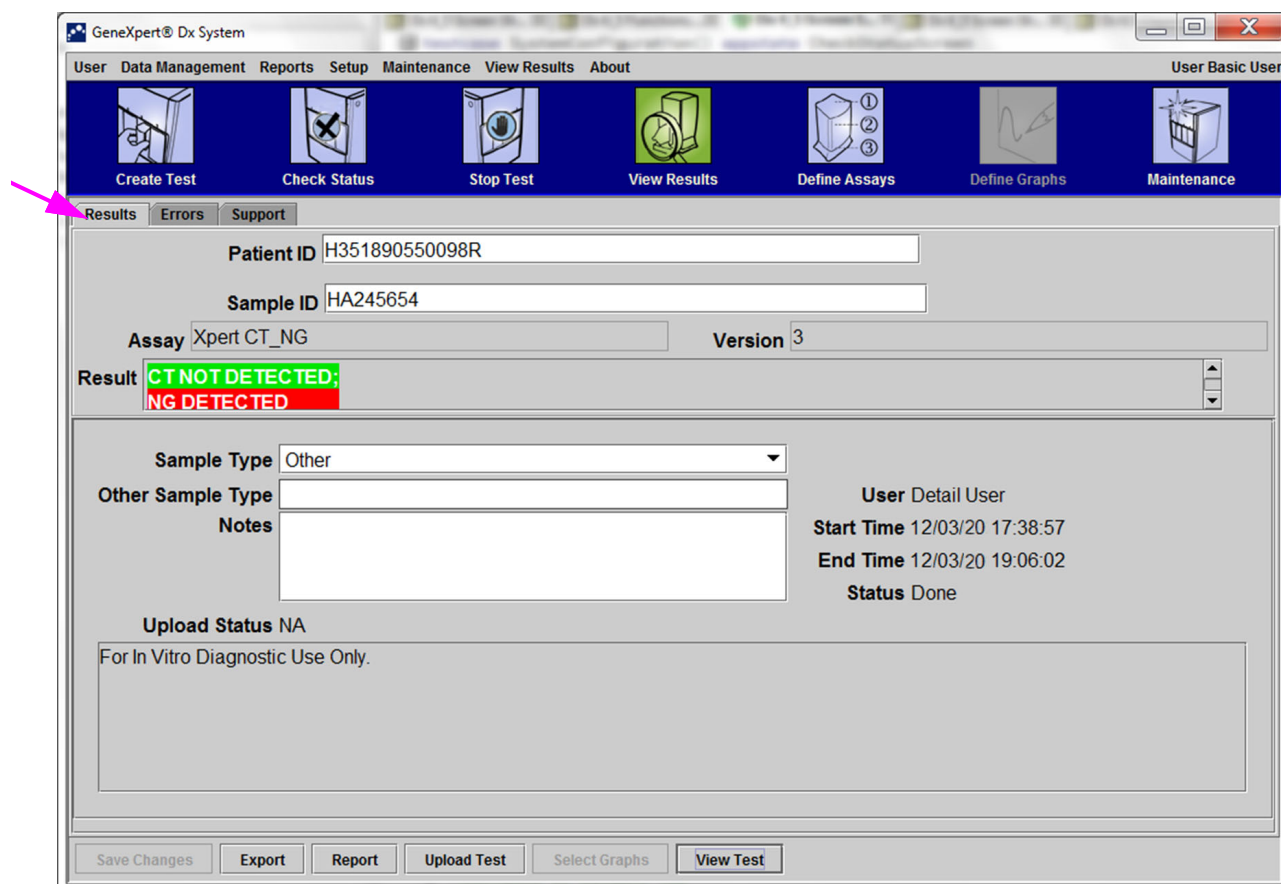 GeneXpert® Dx System
User Data Management Reports Setup Maintenance View Results About User Basic User
① ② ③
Create Test Check Status Stop Test View Results Define Assays Define Graphs Maintenance
Results Errors Support
Patient ID H351890550098R
Sample ID HA245654
Assay Xpert CT_NG Version 3
Result CT NOT DETECTED;
NG DETECTED
Sample Type Other
Other Sample Type User Detail User
Notes Start Time 12/03/20 17:38:57
End Time 12/03/20 19:06:02
Status Done
Upload Status NA
For In Vitro Diagnostic Use Only.
Save Changes Export Report Upload Test Select Graphs View Test